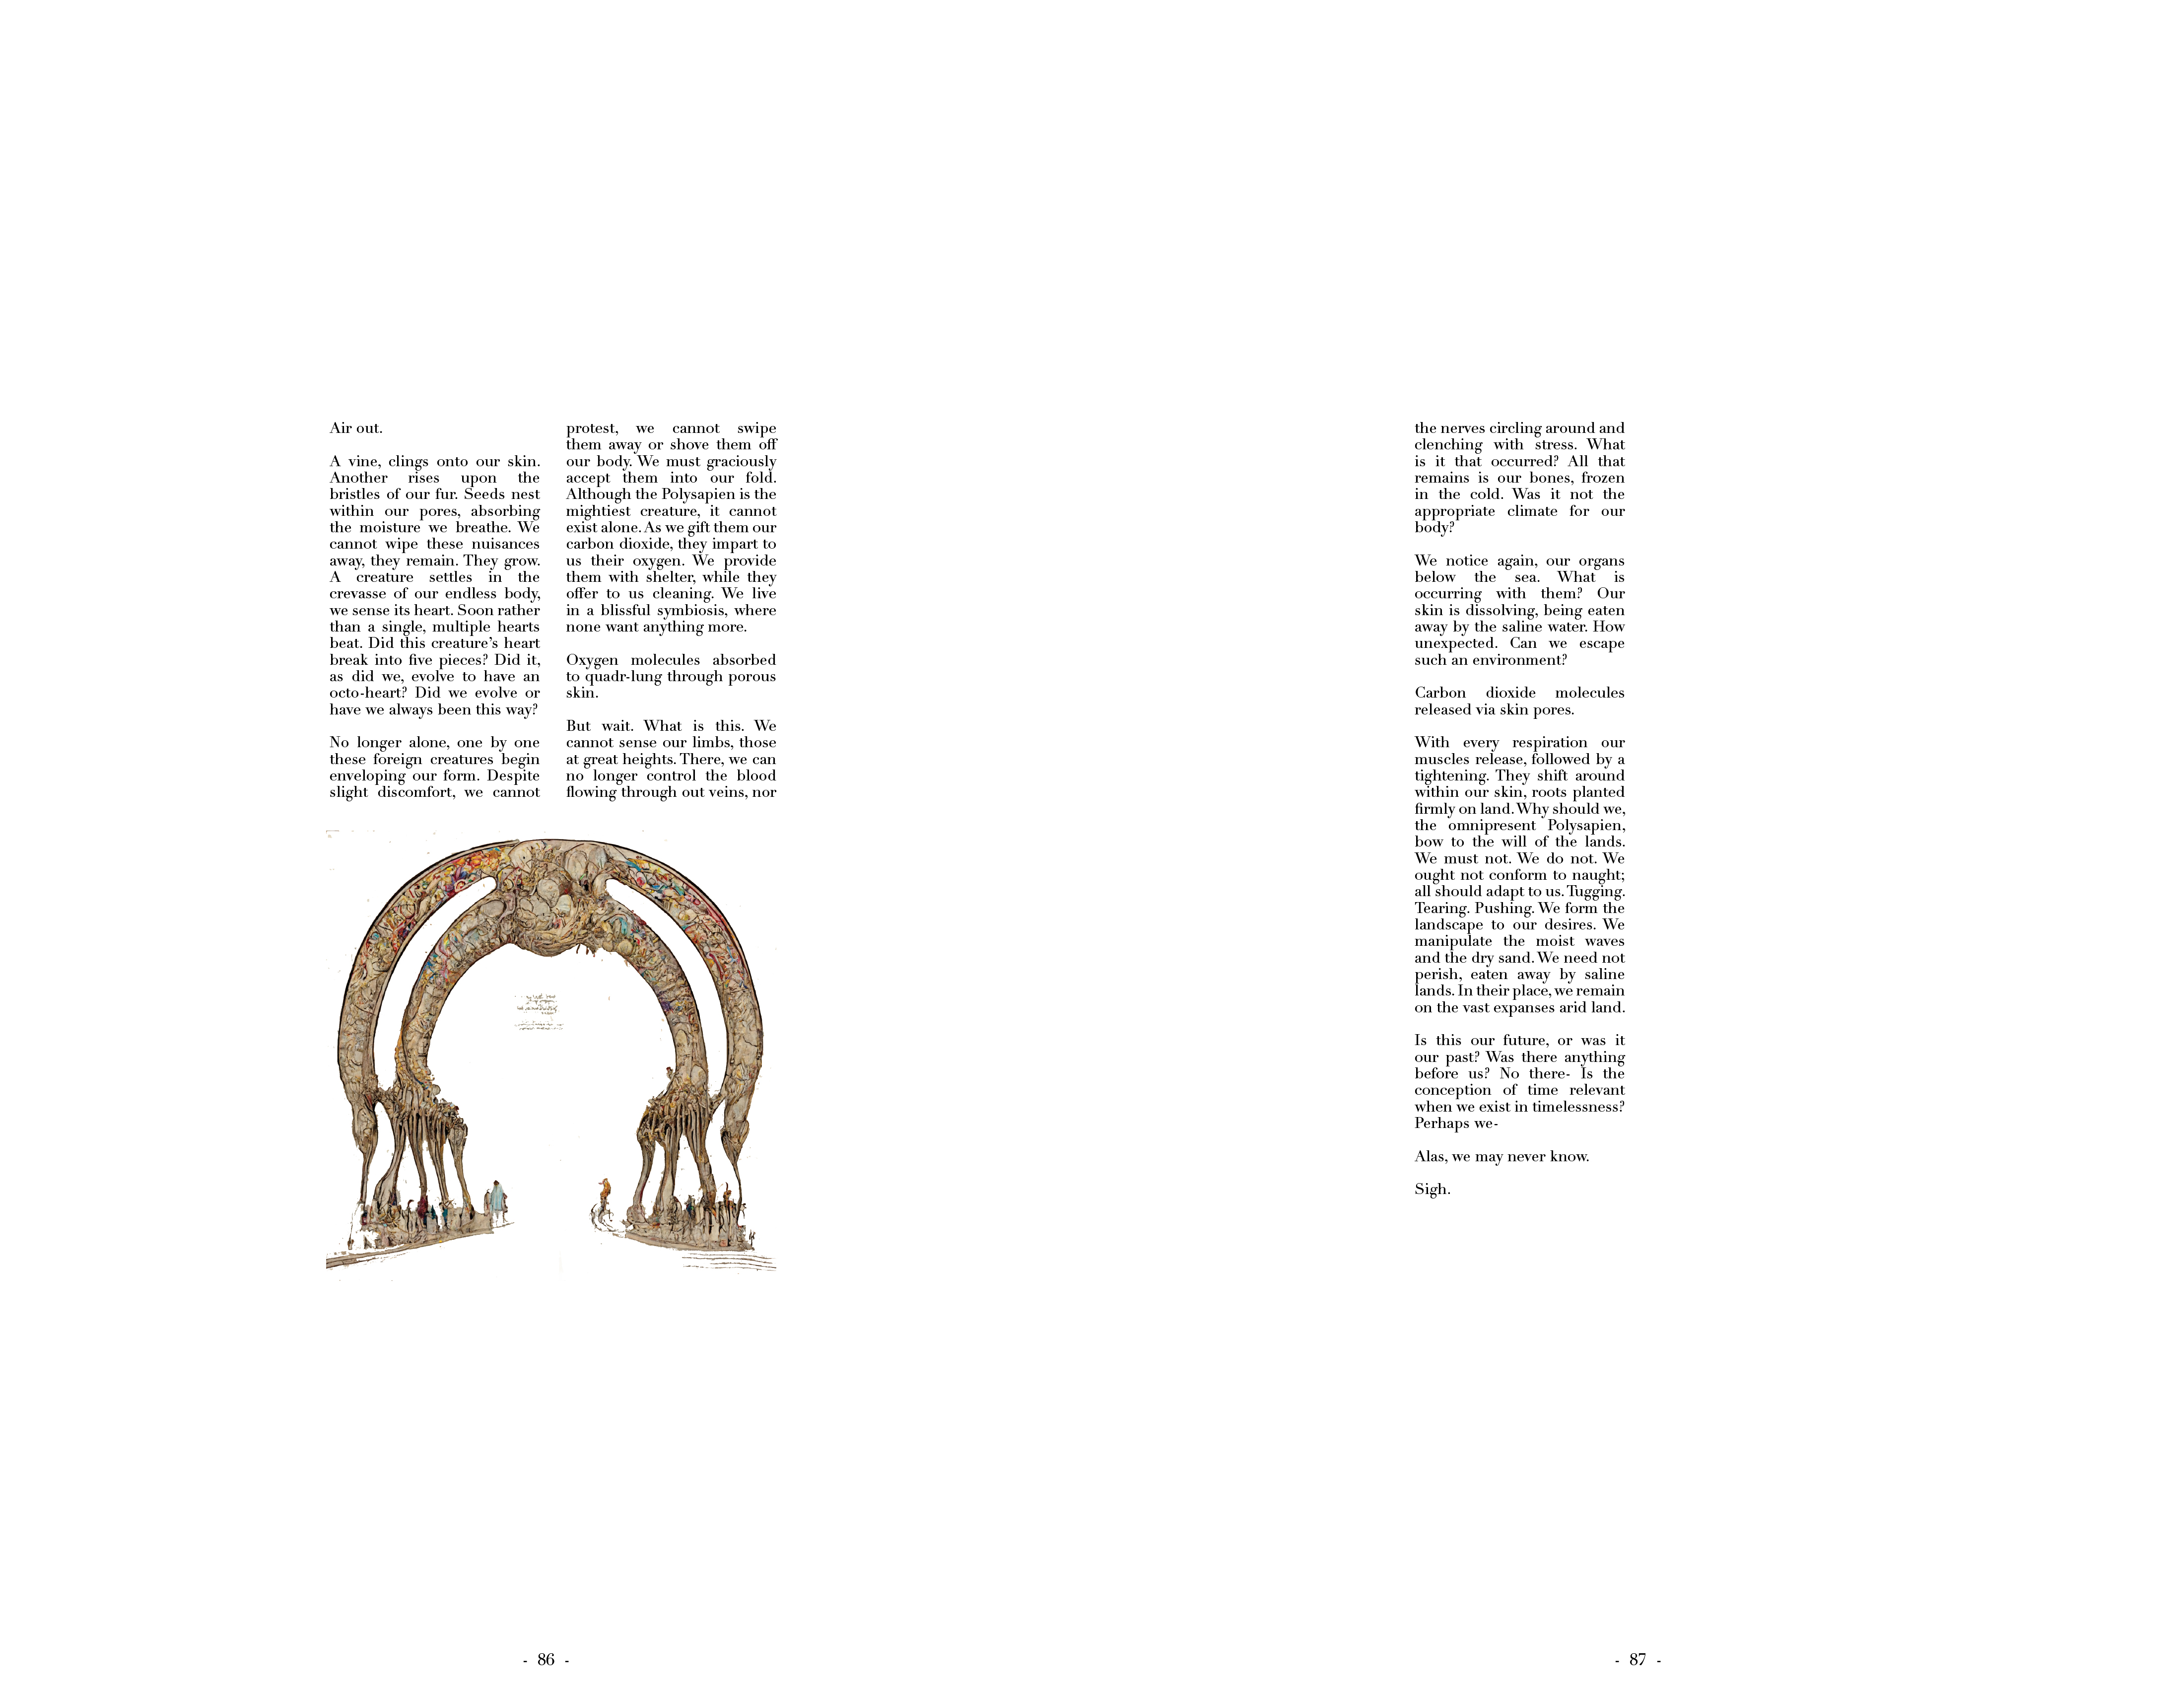 Air out.
A vine, clings onto our skin.
Another rises upon the
bristles of our fur. Seeds nest
within our pores, absorbing
the moisture we breathe. We
cannot wipe these nuisances
away, they remain. They grow.
A creature settles in the
crevasse of our endless body,
we sense its heart. Soon rather
than a single, multiple hearts
beat. Did this creature's heart
break into five pieces? Did it,
as did we, evolve to have an
octo-heart? Did we evolve or
have we always been this way?
No longer alone, one by one
these foreign creatures begin
enveloping our form. Despite
slight discomfort, we cannot
protest, we cannot swipe
them away or shove them off
our body. We must graciously
accept them into our fold.
Although the Polysapien is the
mightiest creature, it cannot
exist alone. As we gift them our
carbon dioxide, they impart to
us their oxygen. We provide
them with shelter, while they
offer to us cleaning. We live
in a blissful symbiosis, where
none want anything more.
Oxygen molecules absorbed
to quadr-lung through porous
skin.
But wait. What is this. We
cannot sense our limbs, those
at great heights. There, we can
no longer control the blood
flowing through out veins, nor
- 86 -
the nerves circling around and
clenching with stress. What
is it that occurred? All that
remains is our bones, frozen
in the cold. Was it not the
appropriate climate for our
body?
We notice again, our organs
below the sea. What is
occurring with them? Our
skin is dissolving, being eaten
away by the saline water. How
unexpected. Can we escape
such an environment?
Carbon dioxide molecules
released via skin pores.
With every respiration our
muscles release, followed by a
tightening. They shift around
within our skin, roots planted
firmly on land. Why should we,
the omnipresent Polysapien,
bow to the will of the lands.
We must not. We do not. We
ought not conform to naught;
all should adapt to us. Tugging.
Tearing. Pushing. We form the
landscape to our desires. We
manipulate the moist waves
and the dry sand. We need not
perish, eaten away by saline
lands. In their place, we remain
on the vast expanses arid land.
Is this our future, or was it
our past? Was there anything
before us? No there- Is the
conception of time relevant
when we exist in timelessness?
Perhaps we-
Alas, we may never know.
Sigh.
- 87 -